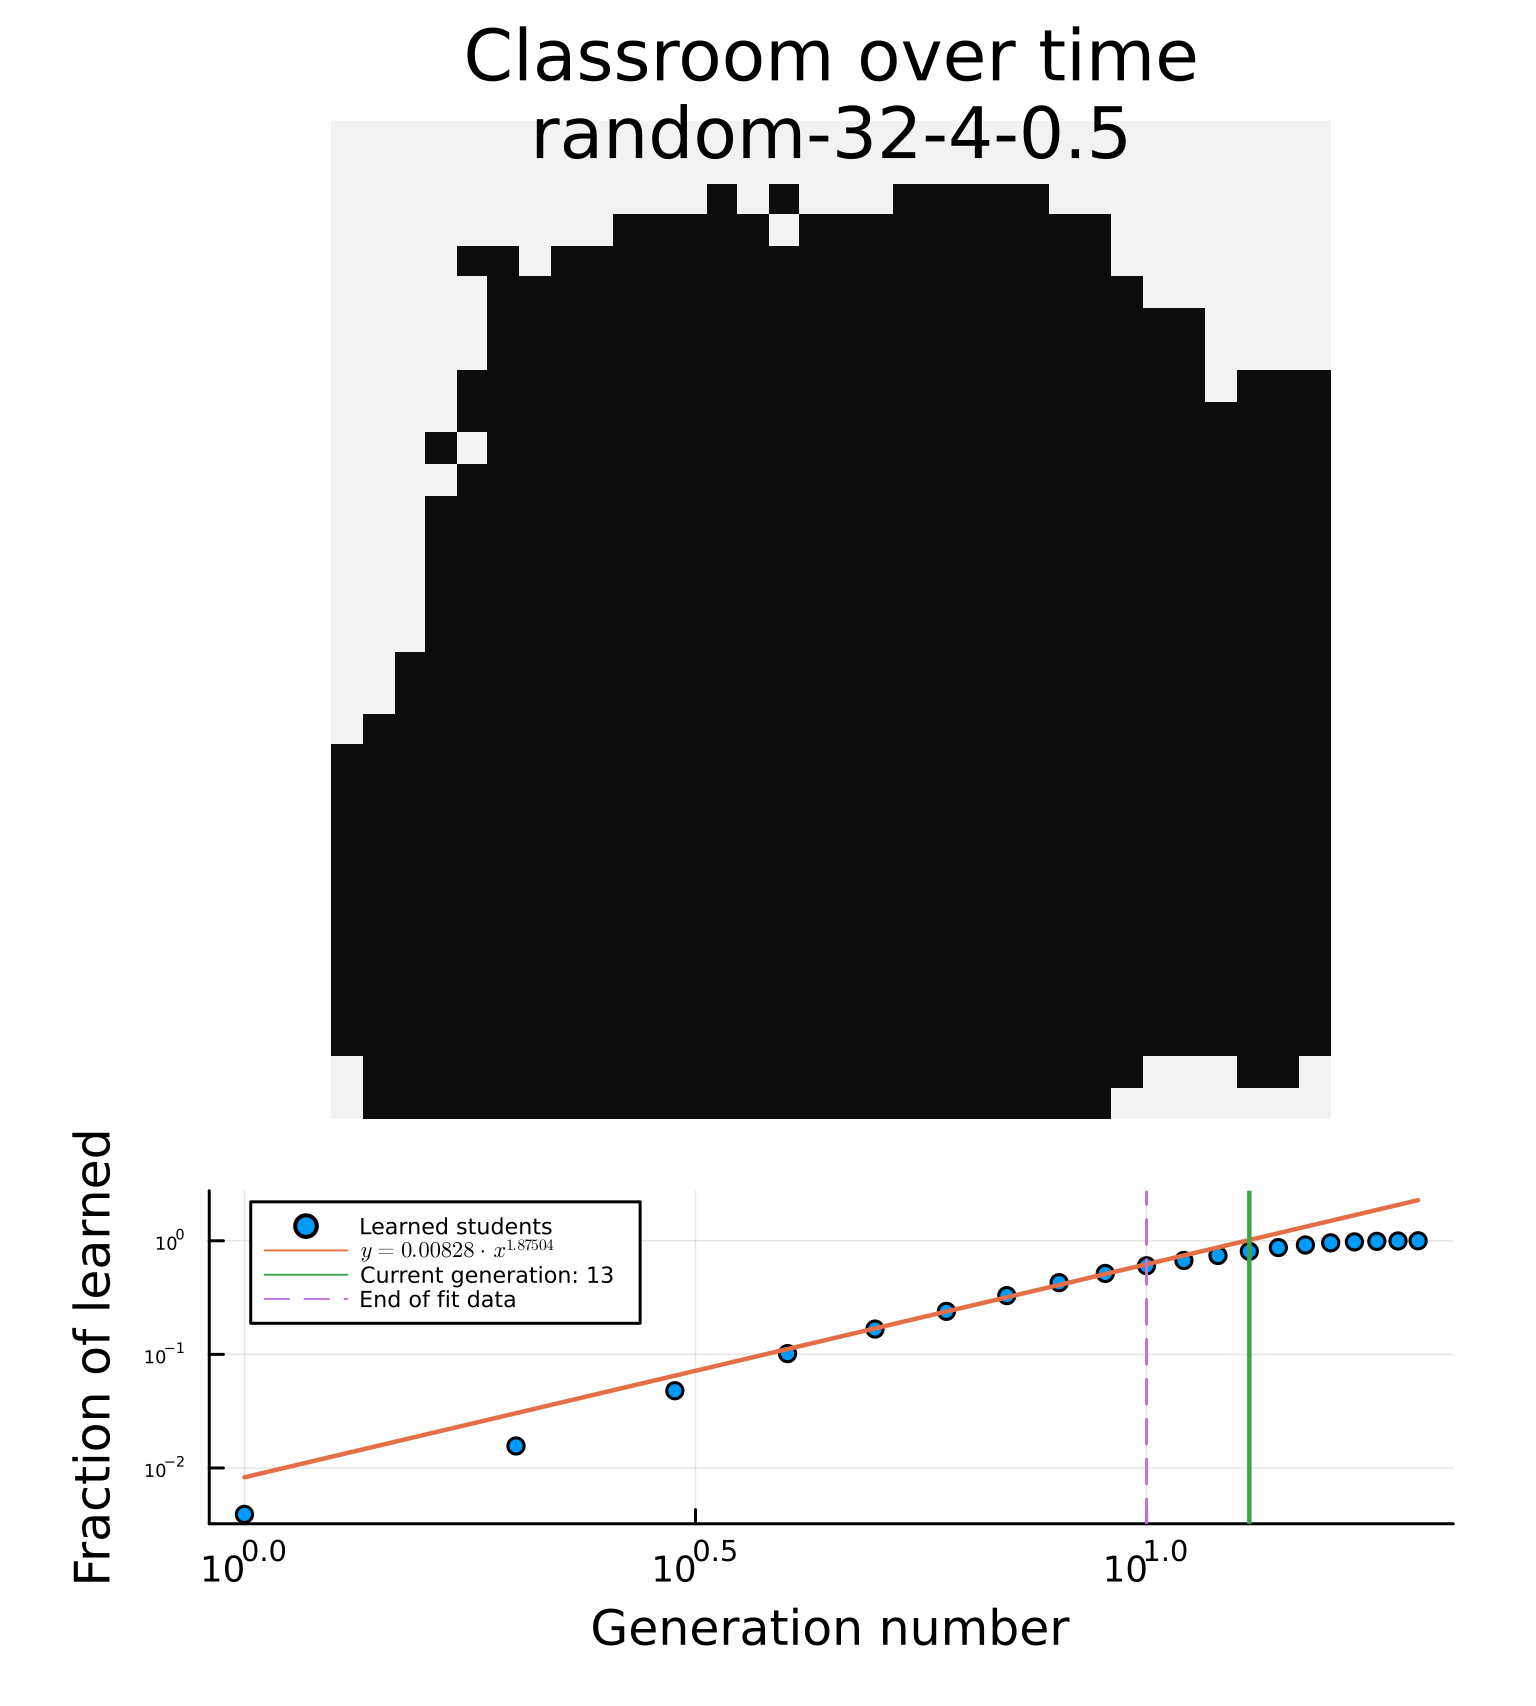 Classroom over time
random-32-4-0.5
Fraction of learned
10^0
10^−1
10^−2
Learned students
y = 0.00828 · x^1.87504
Current generation: 13
End of fit data
10^0.0 10^0.5 10^1.0
Generation number